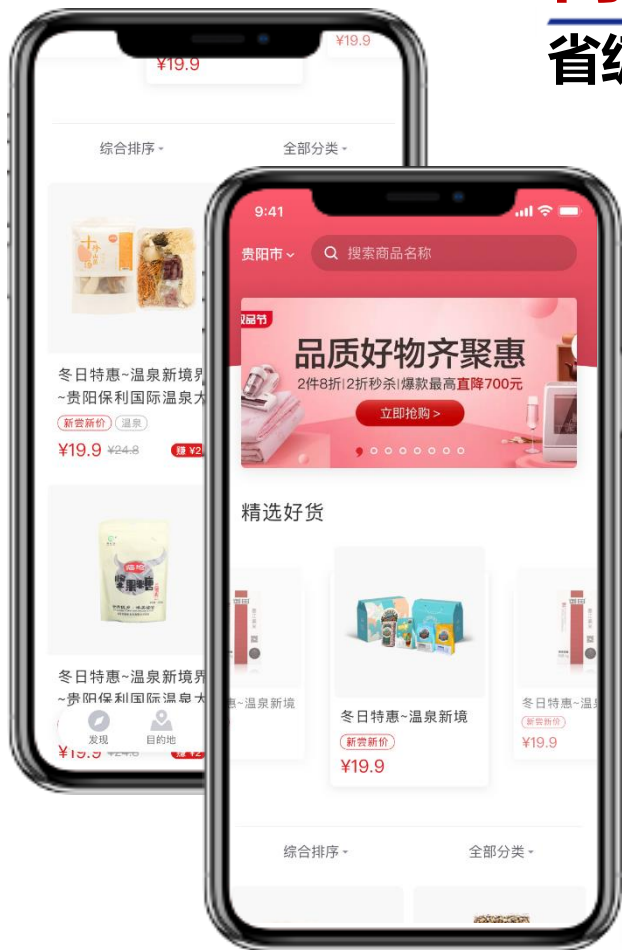 省级
¥19.9
¥19.9
综合排序
全部分类
冬日特惠~温泉新境界
~贵阳保利国际温泉大
新尝新价 温泉
¥19.9 ¥24.8 赚 ¥2
冬日特惠~温泉新境界
~贵阳保利国际温泉大
发现
目的地
¥19.9 ¥24.8
9:41
贵阳市
搜索商品名称
品质好物齐聚惠
2件8折|2折秒杀|爆款最高直降700元
立即抢购 >
精选好货
惠~温泉新境
冬日特惠~温泉新境
新尝新价
¥19.9
冬日特惠~温
新尝新价
¥19.9
综合排序
全部分类